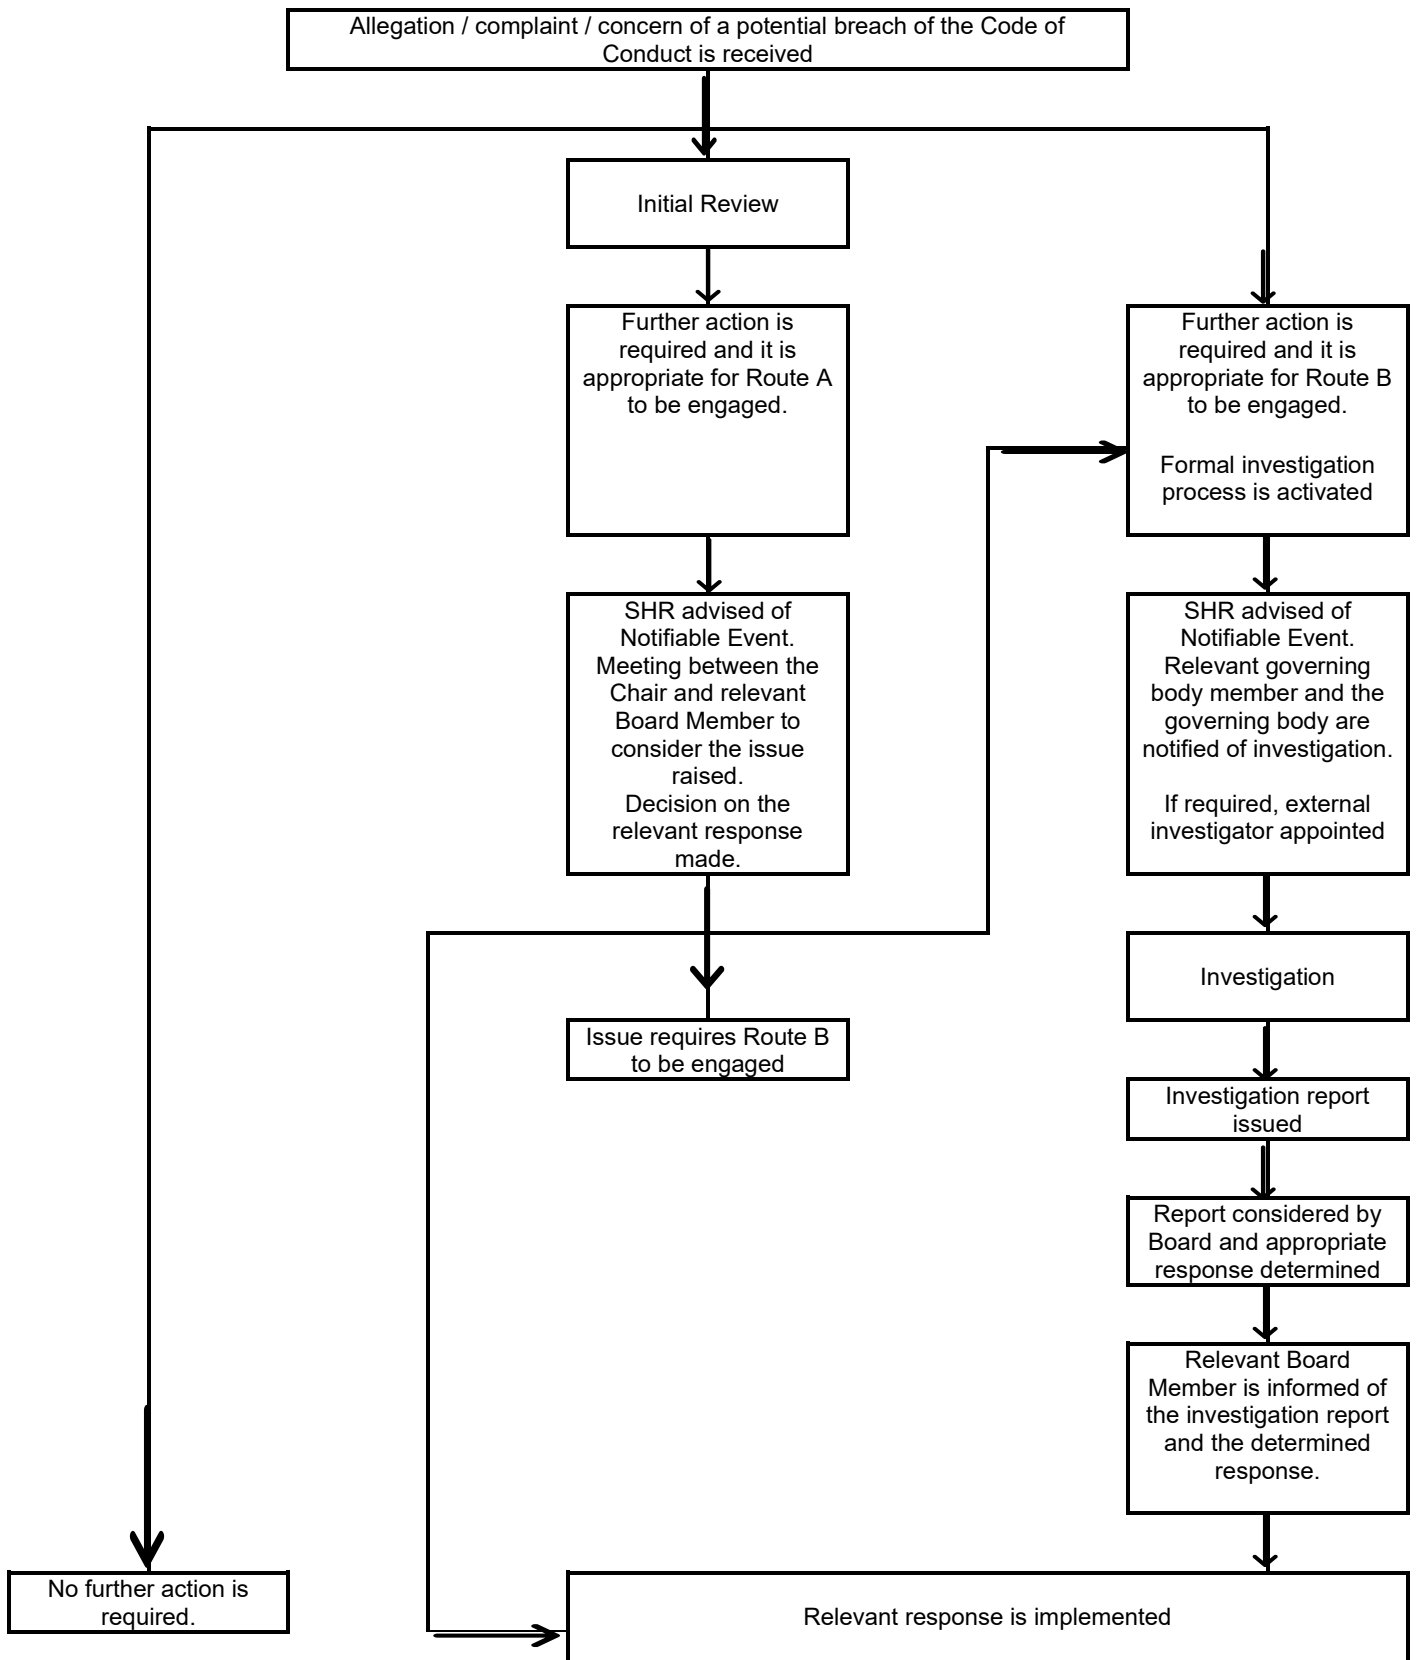 Allegation / complaint / concern of a potential breach of the Code of
Conduct is received
Initial Review
Further action is
required and it is
appropriate for Route A
to be engaged.
Further action is
required and it is
appropriate for Route B
to be engaged.
Formal investigation
process is activated
SHR advised of
Notifiable Event.
Meeting between the
Chair and relevant
Board Member to
consider the issue
raised.
Decision on the
relevant response
made.
SHR advised of
Notifiable Event.
Relevant governing
body member and the
governing body are
notified of investigation.
If required, external
investigator appointed
Investigation
Issue requires Route B
to be engaged
Investigation report
issued
Report considered by
Board and appropriate
response determined
Relevant Board
Member is informed of
the investigation report
and the determined
response.
No further action is
required.
Relevant response is implemented